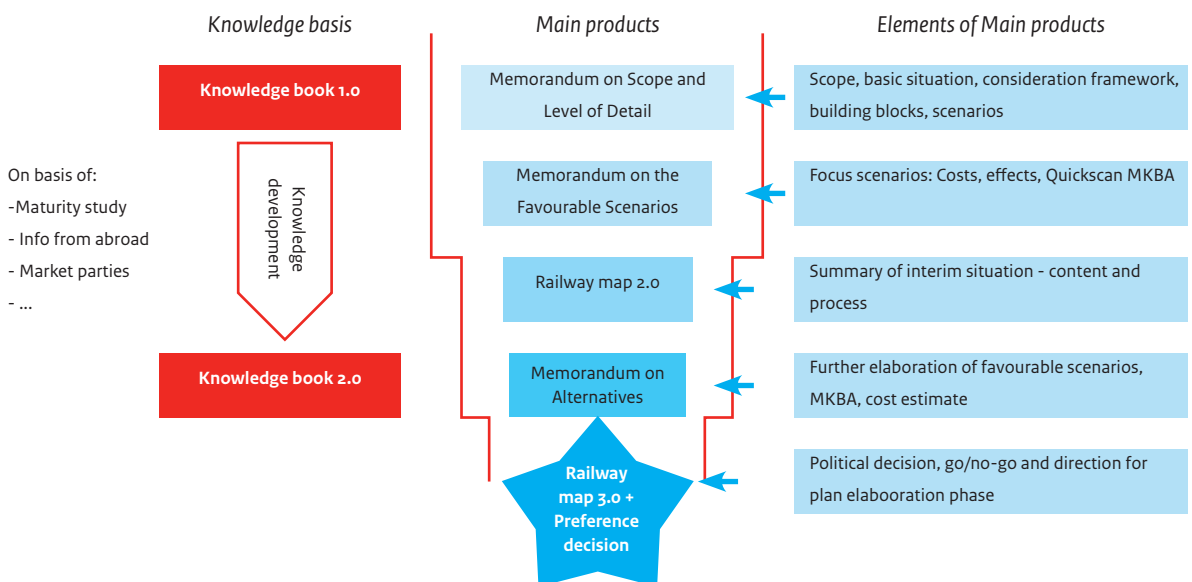 Knowledge basis
Main products
Elements of Main products
Knowledge book 1.0
Memorandum on Scope and
Level of Detail
Scope, basic situation, consideration framework,
building blocks, scenarios
On basis of:
-Maturity study
- Info from abroad
- Market parties
- ...
Knowledge
development
Memorandum on the
Favourable Scenarios
Focus scenarios: Costs, effects, Quickscan MKBA
Railway map 2.0
Summary of interim situation - content and
process
Knowledge book 2.0
Memorandum on
Alternatives
Further elaboration of favourable scenarios,
MKBA, cost estimate
Railway
map 3.0 +
Preference
decision
Political decision, go/no-go and direction for
plan elabooration phase